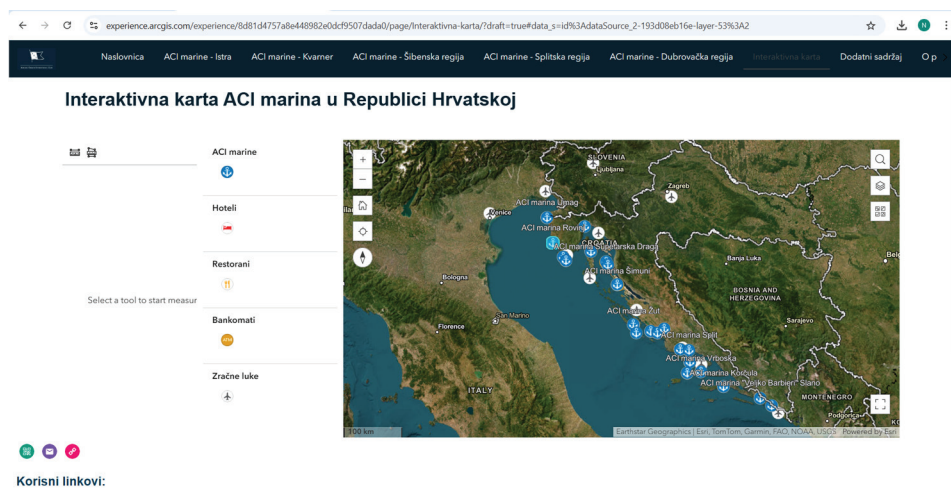 experience.arcgis.com/experience/8d81d4757a8e448982e0dcf9507dada0/page/Interaktivna-karta/?draft=true#data_s=id%3AdataSource_2-193d08eb16e-layer-53%3A2
N
Naslovnica ACI marine - Istra ACI marine - Kvarner ACI marine - Šibenska regija ACI marine - Splitska regija ACI marine - Dubrovačka regija Interaktivna karta Dodatni sadržaj O p
Interaktivna karta ACI marina u Republici Hrvatskoj
Select a tool to start measur
ACI marine
Hoteli
Restorani
Bankomati
ATM
Zračne luke
SLOVENIA
Ljubljana
Zagreb
ACI marina Umag
Venice
ACI marina Rovinj
CROATIA
ACI marina Supetarska Draga
Banja Luka
Belg
ACI marina Šimuni
Bologna
BOSNIA AND
HERZEGOVINA
ACI marina Žut
San Marino
Sarajevo
Florence
ACI marina Split
ACI marina Vrboska
ACI marina Korčula
ACI marina "Veljko Barbieri" Slano
ITALY
MONTENEGRO
Podgorica
KO
100 km
Earthstar Geographics | Esri, TomTom, Garmin, FAO, NOAA, USGS Powered by Esri
Korisni linkovi: